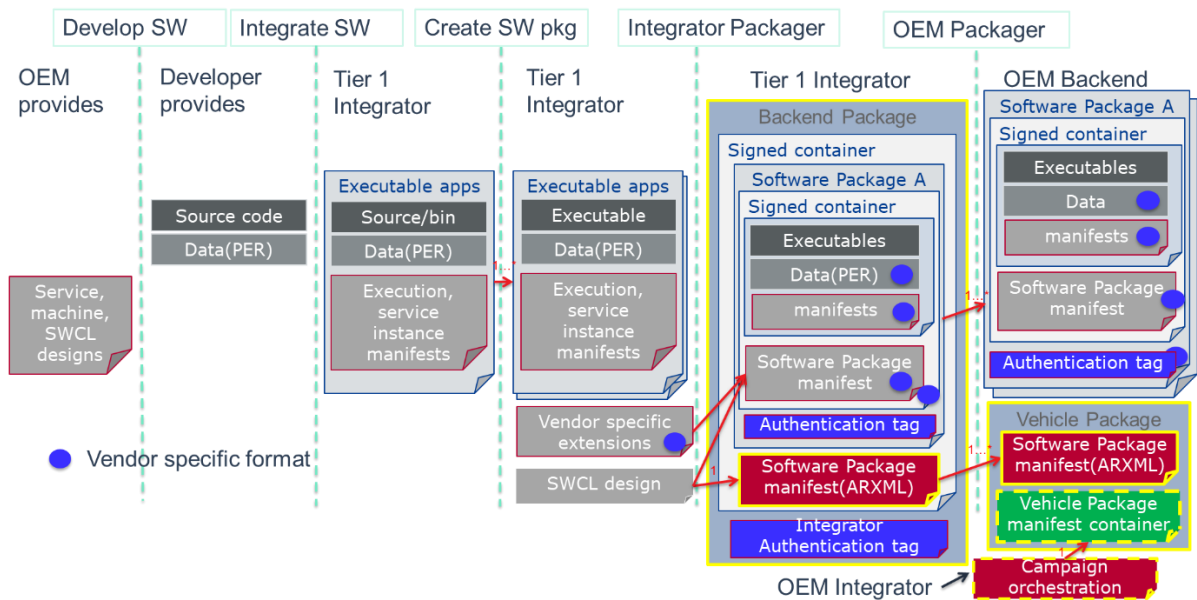 Develop SW
Integrate SW
Create SW pkg
Integrator Packager
OEM Packager
OEM
provides
Developer
provides
Tier 1
Integrator
Tier 1
Integrator
Tier 1 Integrator
OEM Backend
Service,
machine,
SWCL
designs
Source code
Data(PER)
Executable apps
Source/bin
Data(PER)
Execution,
service
instance
manifests
1...*
Executable apps
Executable
Data(PER)
Execution,
service
instance
manifests
Vendor specific
extensions
SWCL design
Backend Package
Signed container
Software Package A
Signed container
Executables
Data(PER)
manifests
Software Package
manifest
Authentication tag
1
Software Package
manifest(ARXML)
Integrator
Authentication tag
1...*
Software Package A
Signed container
Executables
Data
manifests
Software Package
manifest
Authentication tag
Vehicle Package
1...*
Software Package
manifest(ARXML)
Vehicle Package
manifest container
1
Campaign
orchestration
OEM Integrator
Vendor specific format